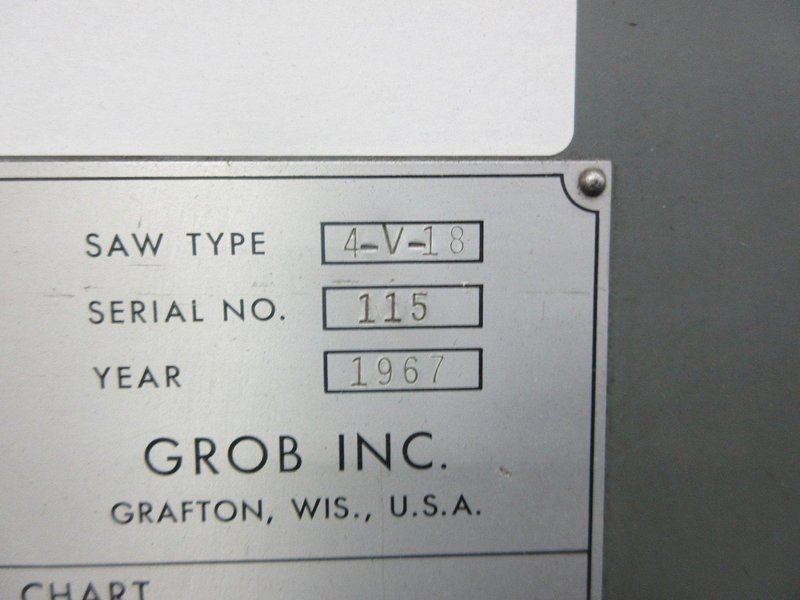 SAW TYPE 4-V-18
SERIAL NO. 115
YEAR 1967
GROB INC.
GRAFTON, WIS., U.S.A.
CHART